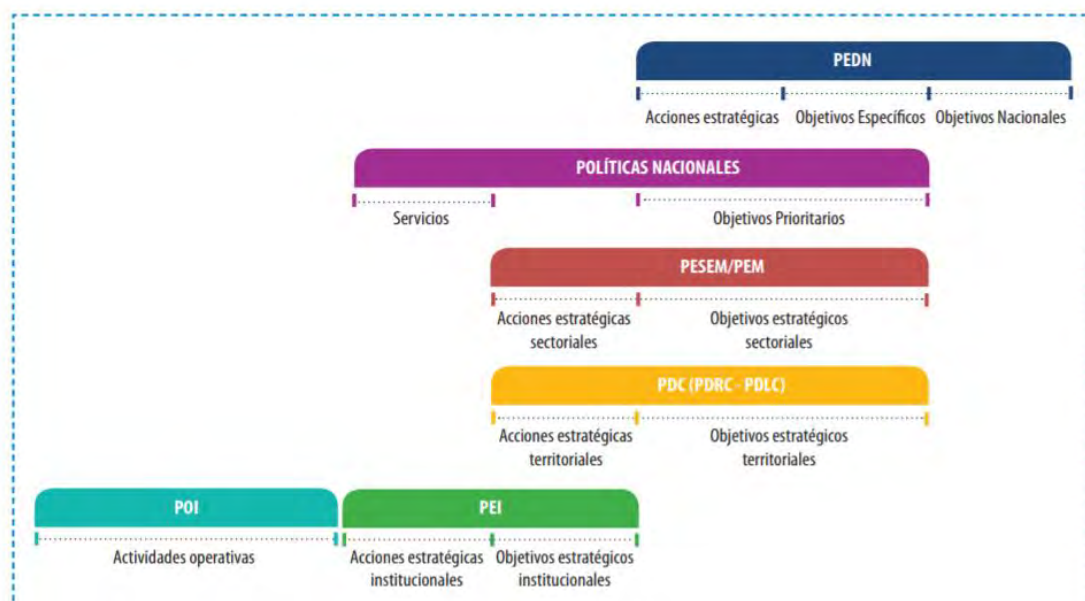 PEDN
Acciones estratégicas
Objetivos Específicos
Objetivos Nacionales
POLÍTICAS NACIONALES
Servicios
Objetivos Prioritarios
PESEM/PEM
Acciones estratégicas
sectoriales
Objetivos estratégicos
sectoriales
PDC (PDRC - PDLC)
Acciones estratégicas
territoriales
Objetivos estratégicos
territoriales
POI
PEI
Actividades operativas
Acciones estratégicas
institucionales
Objetivos estratégicos
institucionales